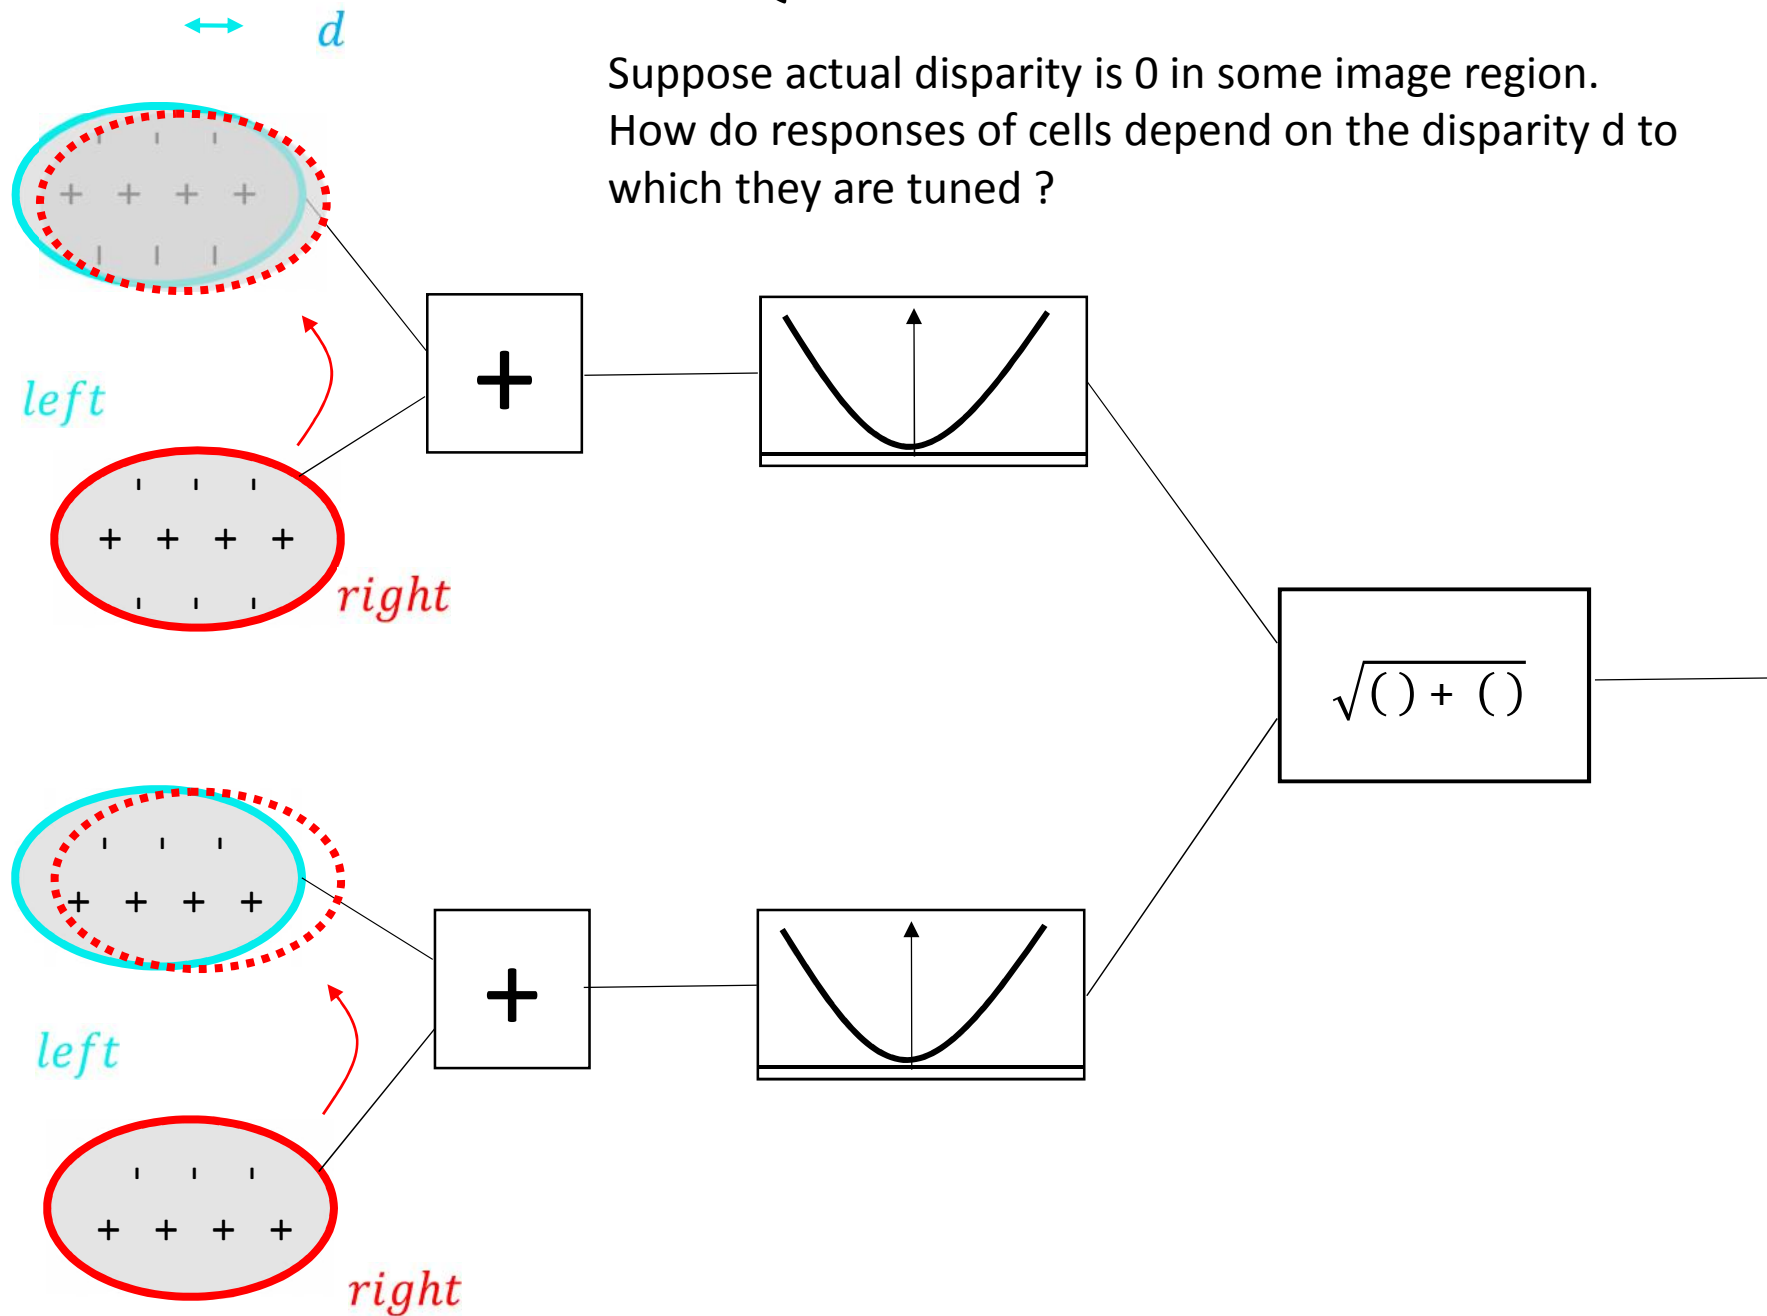 d
Suppose actual disparity is 0 in some image region.
How do responses of cells depend on the disparity d to
which they are tuned ?
- - -
+ + + +
- - -
+
left
- - -
+ + + +
- - -
right
√( ) + ( )
- - -
+ + + +
+
left
- - -
+ + + +
right